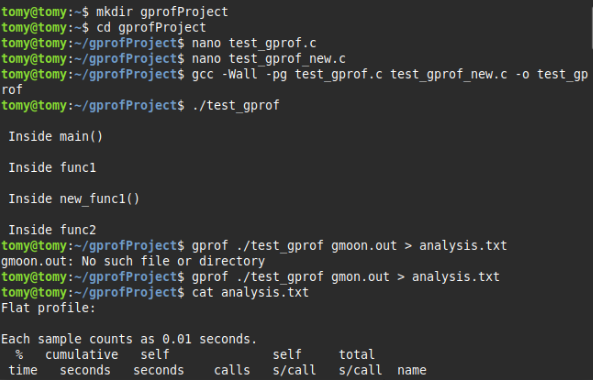 tomy@tomy:~$ mkdir gprofProject
tomy@tomy:~$ cd gprofProject
tomy@tomy:~/gprofProject$ nano test_gprof.c
tomy@tomy:~/gprofProject$ nano test_gprof_new.c
tomy@tomy:~/gprofProject$ gcc -Wall -pg test_gprof.c test_gprof_new.c -o test_gp
rof
tomy@tomy:~/gprofProject$ ./test_gprof
Inside main()
Inside func1
Inside new_func1()
Inside func2
tomy@tomy:~/gprofProject$ gprof ./test_gprof gmoon.out > analysis.txt
gmoon.out: No such file or directory
tomy@tomy:~/gprofProject$ gprof ./test_gprof gmon.out > analysis.txt
tomy@tomy:~/gprofProject$ cat analysis.txt
Flat profile:
Each sample counts as 0.01 seconds.
  %   cumulative   self              self     total
 time   seconds   seconds    calls   s/call   s/call  name